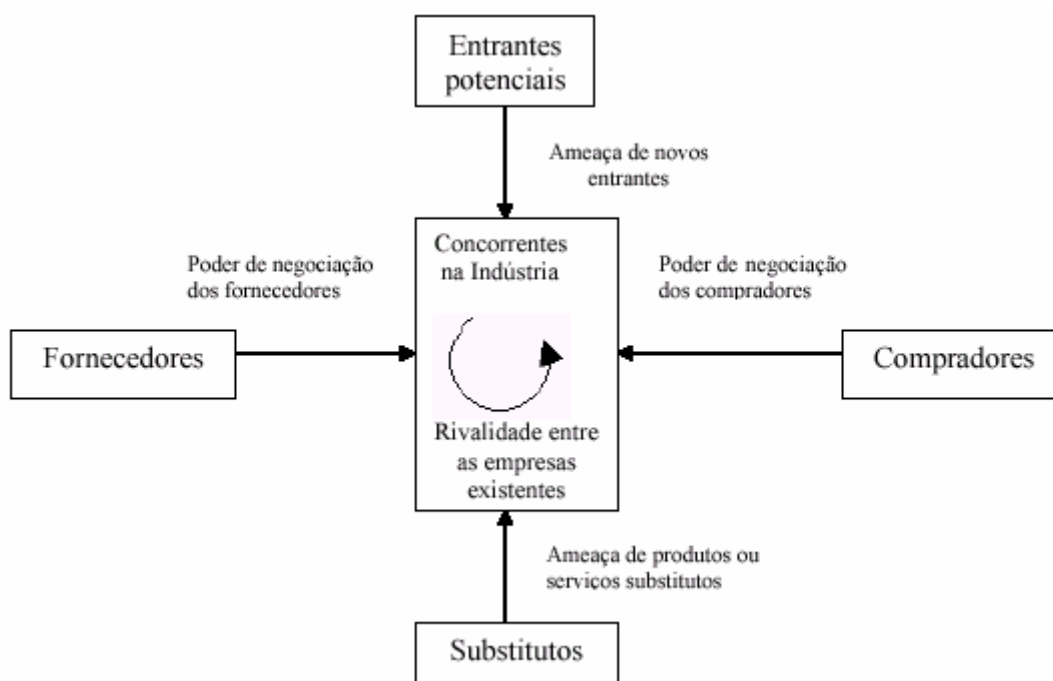 Entrantes
potenciais
Ameaça de novos
entrantes
Concorrentes
na Indústria
Poder de negociação
dos fornecedores
Poder de negociação
dos compradores
Fornecedores
Compradores
Rivalidade entre
as empresas
existentes
Ameaça de produtos ou
serviços substitutos
Substitutos